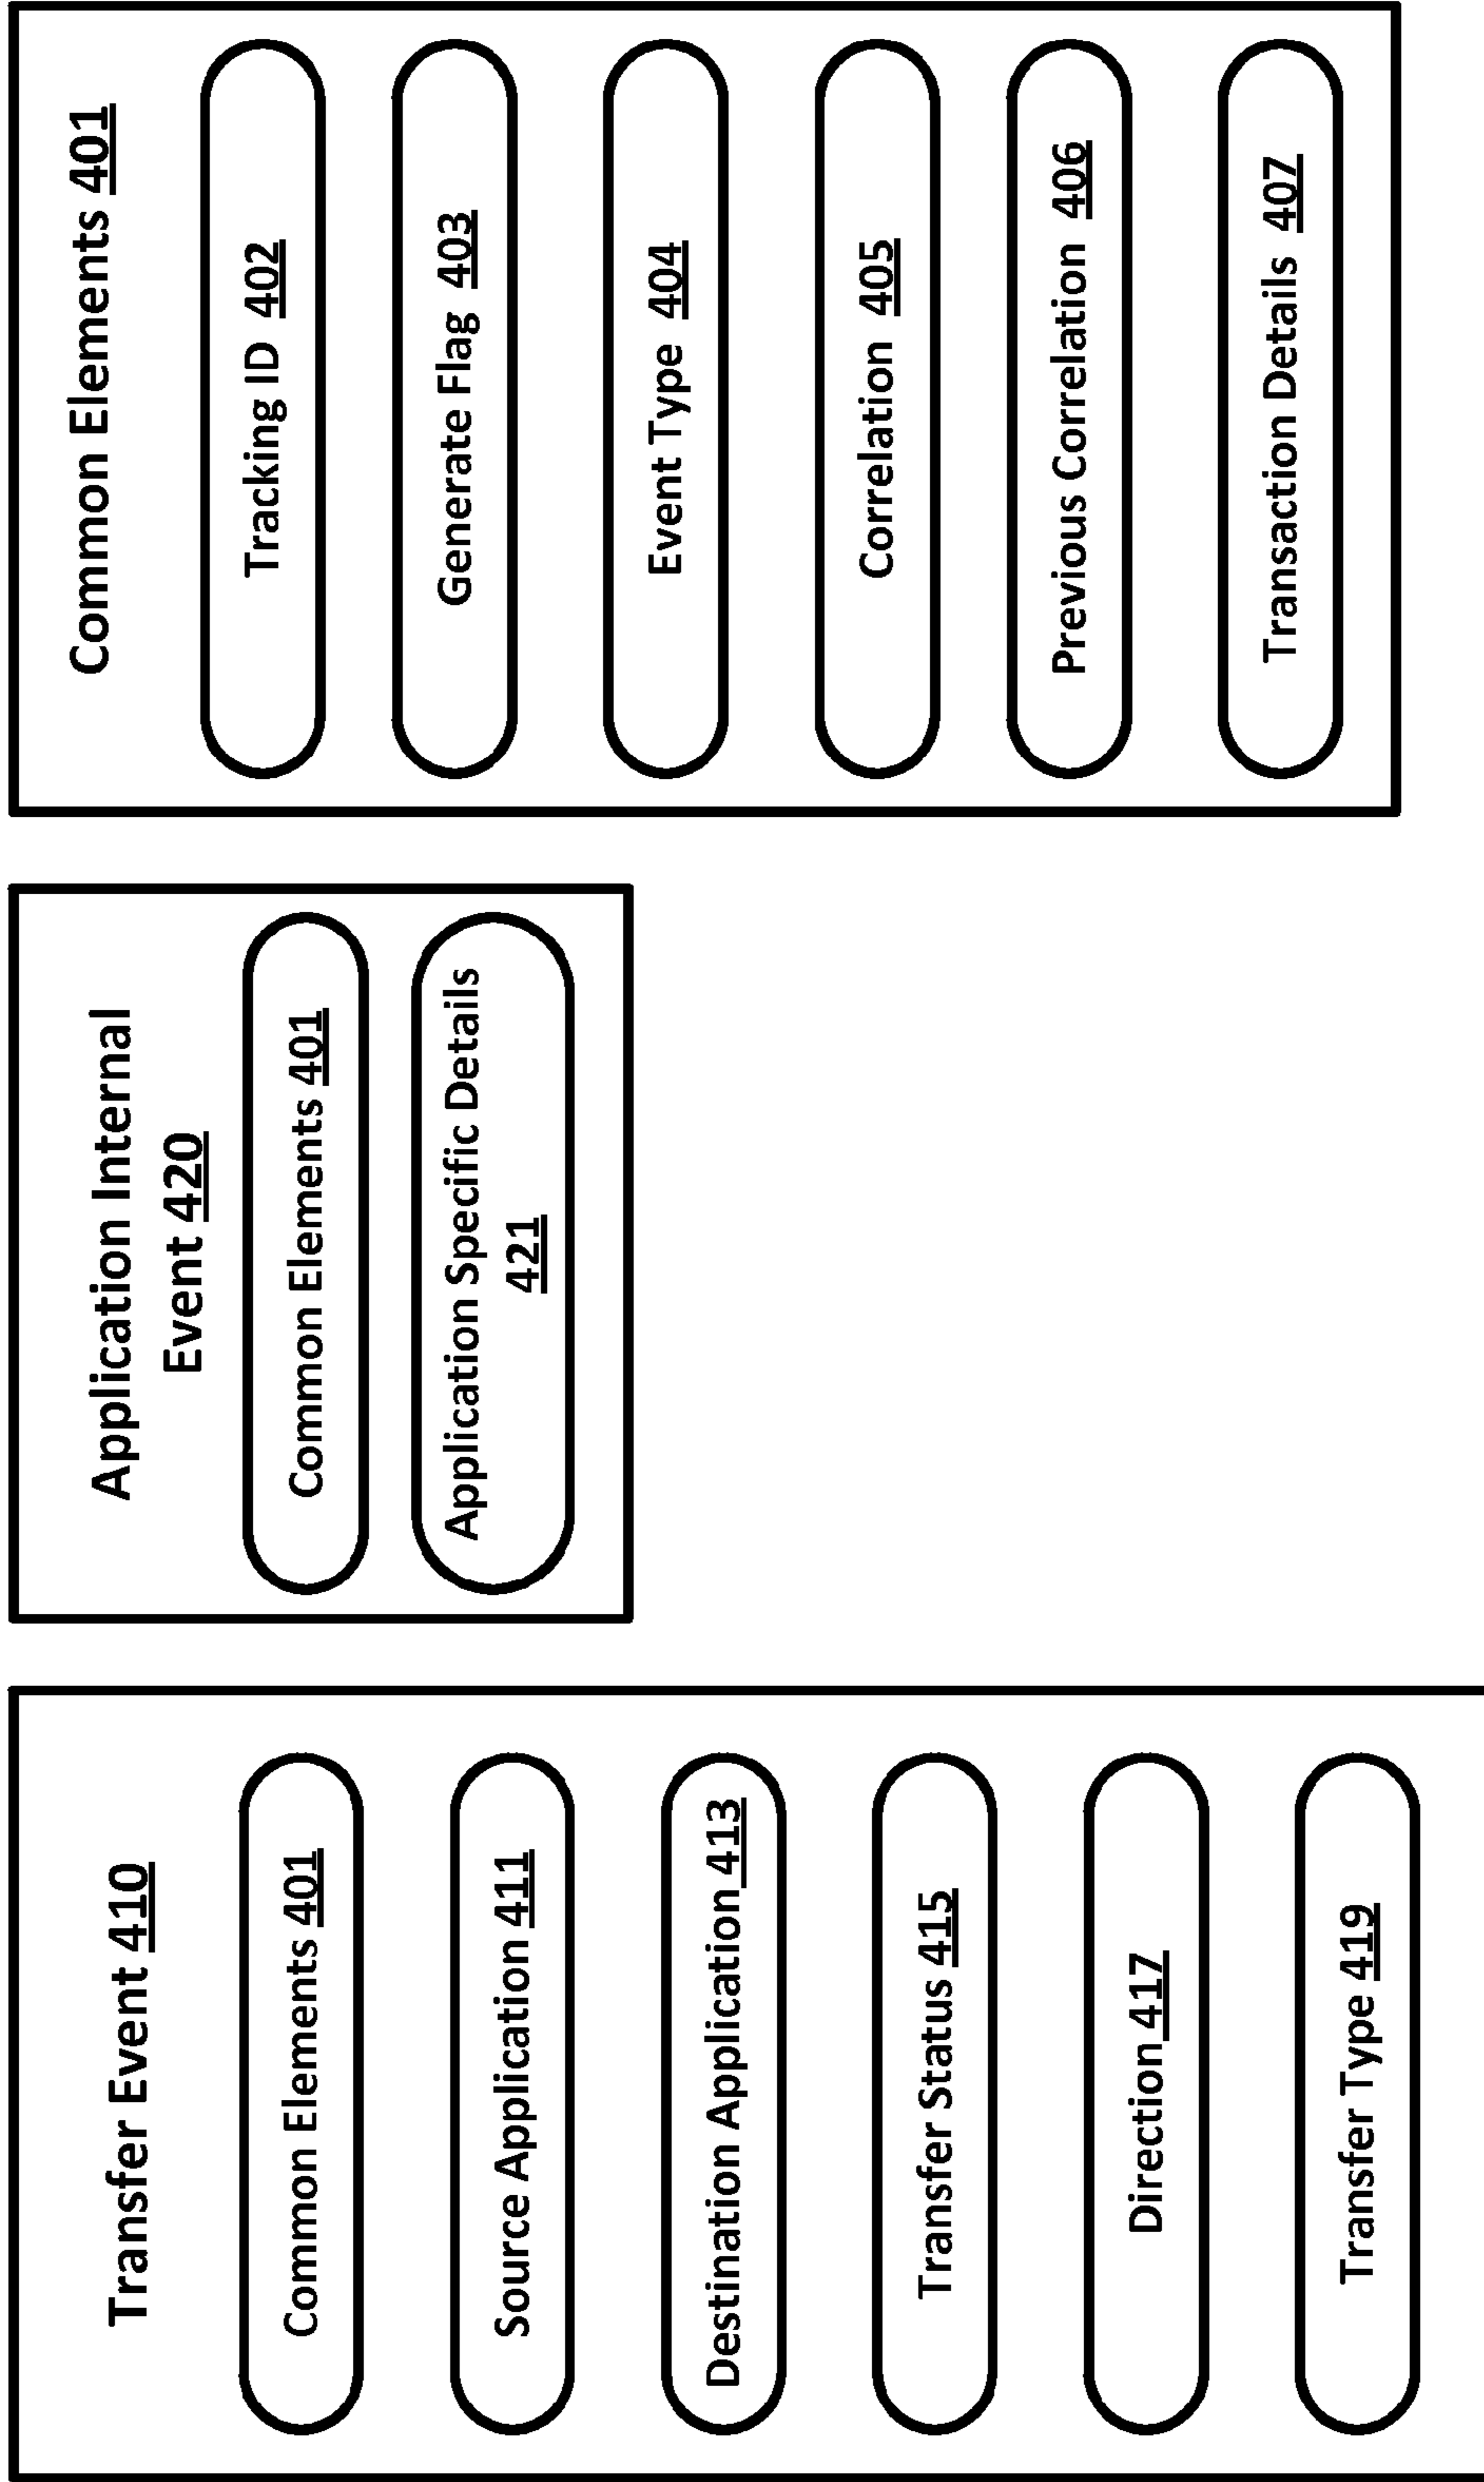 Transfer Event 410
Common Elements 401
Source Application 411
Destination Application 413
Transfer Status 415
Direction 417
Transfer Type 419
Application Internal
Event 420
Common Elements 401
Application Specific Details
421
Common Elements 401
Tracking ID 402
Generate Flag 403
Event Type 404
Correlation 405
Previous Correlation 406
Transaction Details 407